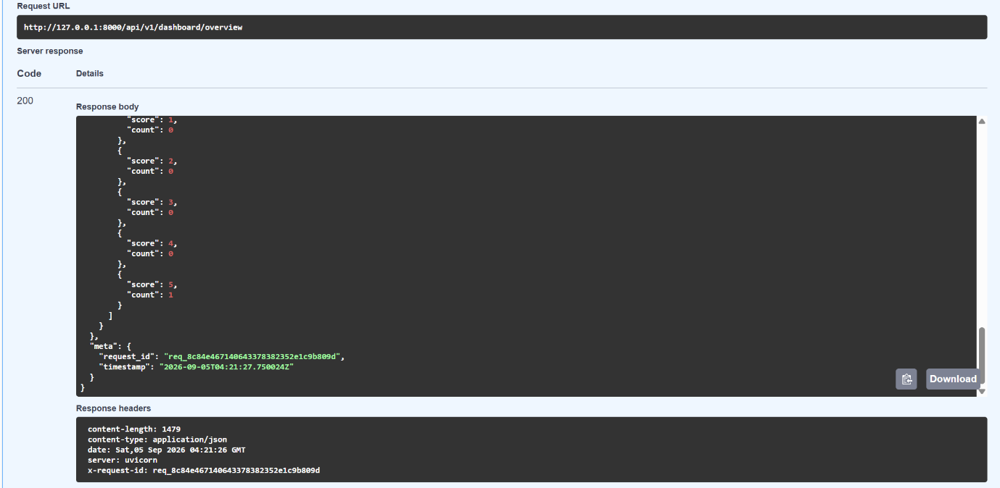 Request URL
http://127.0.0.1:8000/api/v1/dashboard/overview
Server response
Code Details
200
Response body
"score": 1,
"count": 0
},
{
"score": 2,
"count": 0
},
{
"score": 3,
"count": 0
},
{
"score": 4,
"count": 0
},
{
"score": 5,
"count": 1
}
]
}
},
"meta": {
"request_id": "req_8c84e467140643378382352e1c9b809d",
"timestamp": "2026-09-05T04:21:27.750024Z"
}
}
Download
Response headers
content-length: 1479
content-type: application/json
date: Sat,05 Sep 2026 04:21:26 GMT
server: uvicorn
x-request-id: req_8c84e467140643378382352e1c9b809d